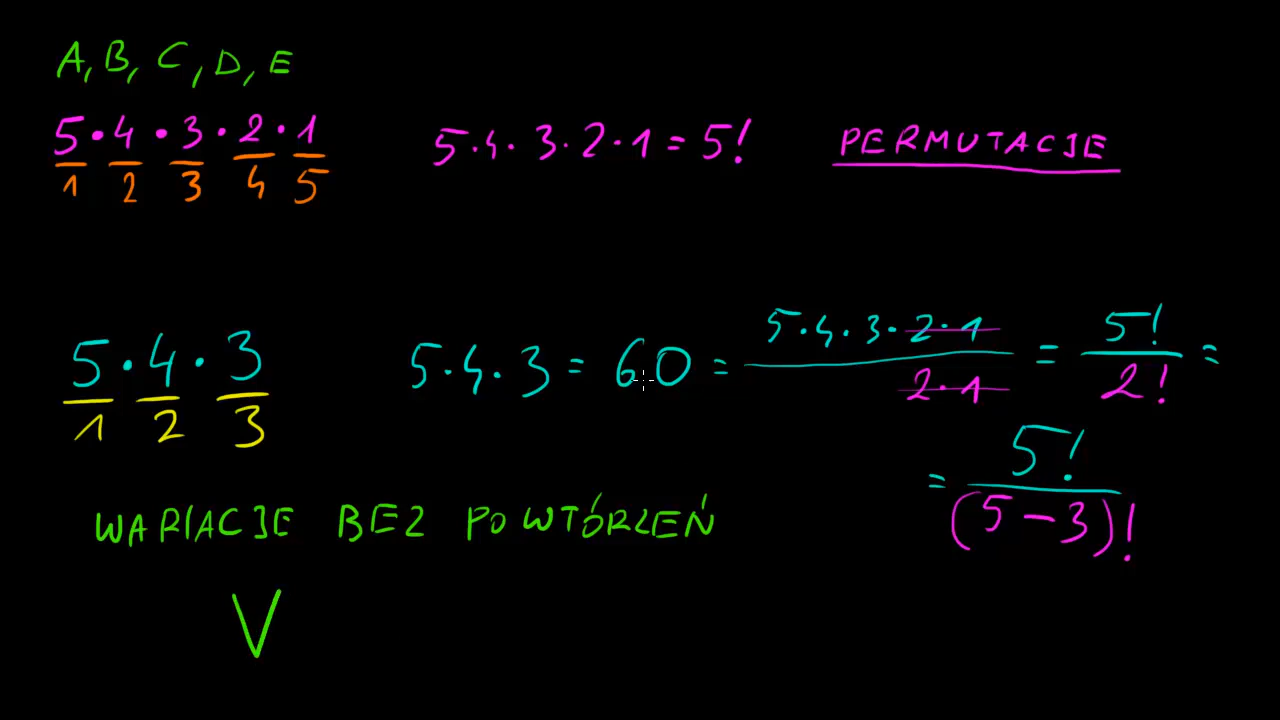 A, B, C, D, E
5 · 4 · 3 · 2 · 1
1 2 3 4 5
5 · 4 · 3 · 2 · 1 = 5!
PERMUTACJE
5 · 4 · 3
1 2 3
5 · 4 · 3 = 60 = 5 · 4 · 3 · 2 · 1 / 2 · 1 = 5! / 2! =
= 5! / (5 − 3)!
WARIACJE BEZ POWTÓRZEŃ
V